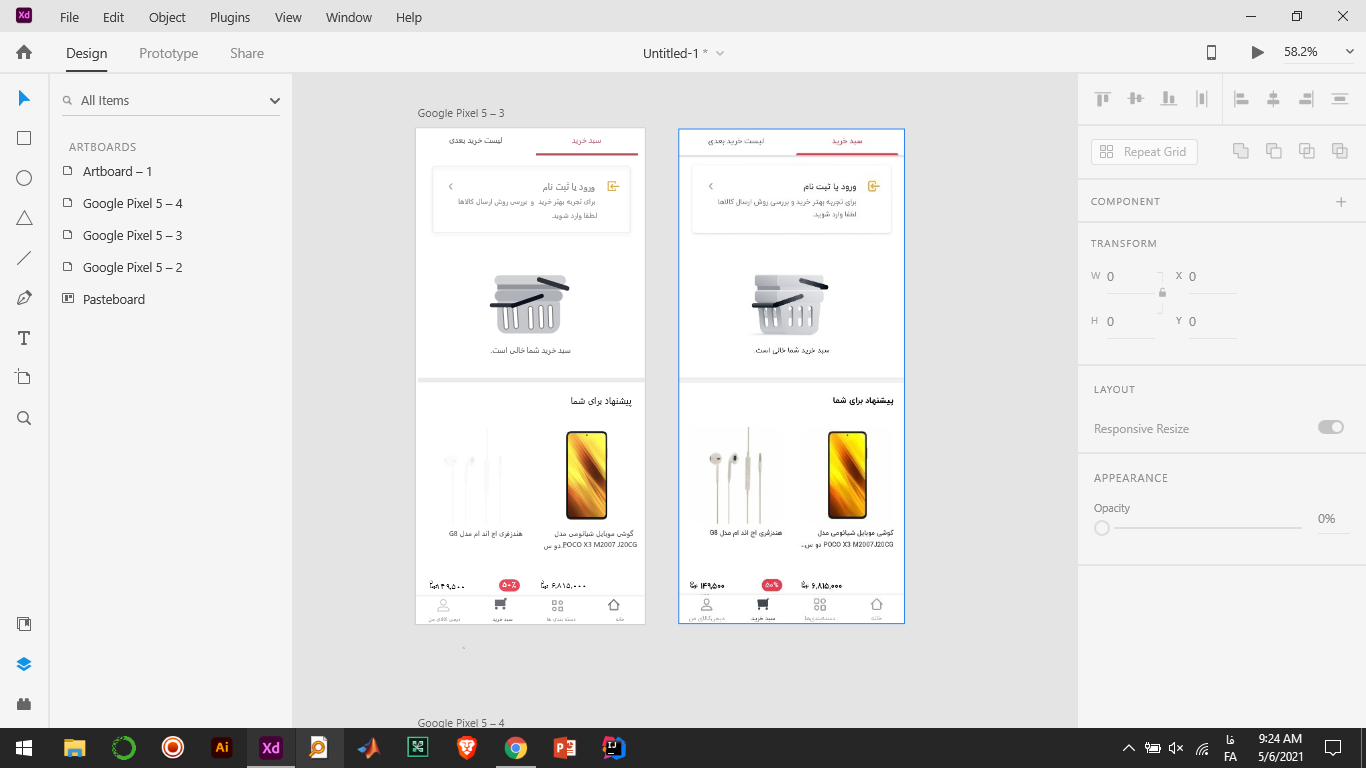 File Edit Object Plugins View Window Help
Design Prototype Share
Untitled-1 *
58.2%
All Items
ARTBOARDS
Artboard – 1
Google Pixel 5 – 4
Google Pixel 5 – 3
Google Pixel 5 – 2
Pasteboard
Google Pixel 5 – 3
سبد خرید
لیست خرید بعدی
ورود یا ثبت نام
برای تجربه بهتر خرید و بررسی روش ارسال کالاها
لطفا وارد شوید.
سبد خرید شما خالی است.
پیشنهاد برای شما
گوشی موبایل شیائومی مدل
POCO X3 M2007 J20CG دو س
هندزفری اچ اند ام مدل G8
۶,۸۱۵,۰۰۰
۵۰٪
خانه
دسته بندی ها
سبد خرید
دیجی کالای من
سبد خرید
لیست خرید بعدی
ورود یا ثبت نام
برای تجربه بهتر خرید و بررسی روش ارسال کالاها
لطفا وارد شوید.
سبد خرید شما خالی است.
پیشنهاد برای شما
گوشی موبایل شیائومی مدل
POCO X3 M2007J20CG دو س...
هندزفری اچ اند ام مدل G8
۶,۸۱۵,۰۰۰
۵۰%
۱۴۹,۵۰۰
خانه
دسته‌بندی‌ها
سبد خرید
دیجی‌کالای من
Google Pixel 5 – 4
Repeat Grid
COMPONENT
TRANSFORM
W 0 X 0
H 0 Y 0
LAYOUT
Responsive Resize
APPEARANCE
Opacity
0%
Xd
Ai
Xd
فا
FA
9:24 AM
5/6/2021